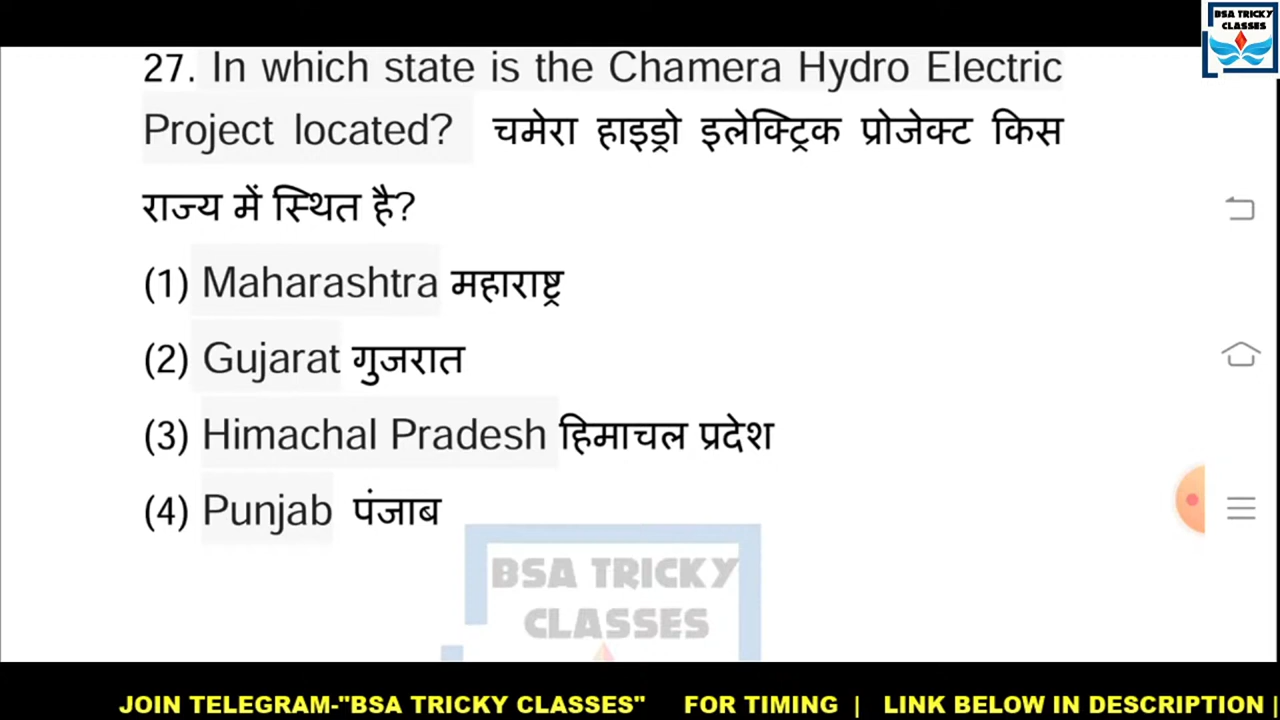 BSA TRICKY
CLASSES
27. In which state is the Chamera Hydro Electric
Project located? चमेरा हाइड्रो इलेक्ट्रिक प्रोजेक्ट किस
राज्य में स्थित है?
(1) Maharashtra महाराष्ट्र
(2) Gujarat गुजरात
(3) Himachal Pradesh हिमाचल प्रदेश
(4) Punjab पंजाब
BSA TRICKY
CLASSES
JOIN TELEGRAM-"BSA TRICKY CLASSES" FOR TIMING | LINK BELOW IN DESCRIPTION |